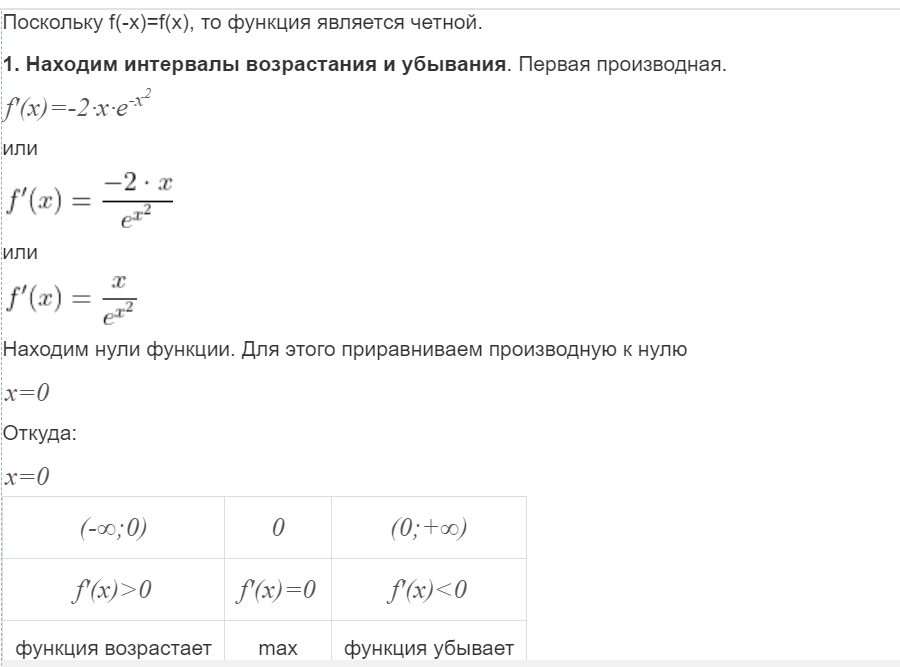 Поскольку f(-x)=f(x), то функция является четной.
1. Находим интервалы возрастания и убывания. Первая производная.
f'(x)=-2·x·e^{-x^2}
или
f'(x) = \frac{-2 · x}{e^{x^2}}
или
f'(x) = \frac{x}{e^{x^2}}
Находим нули функции. Для этого приравниваем производную к нулю
x=0
Откуда:
x=0
(-∞;0) 0 (0;+∞)
f'(x)>0 f'(x)=0 f'(x)<0
функция возрастает max функция убывает